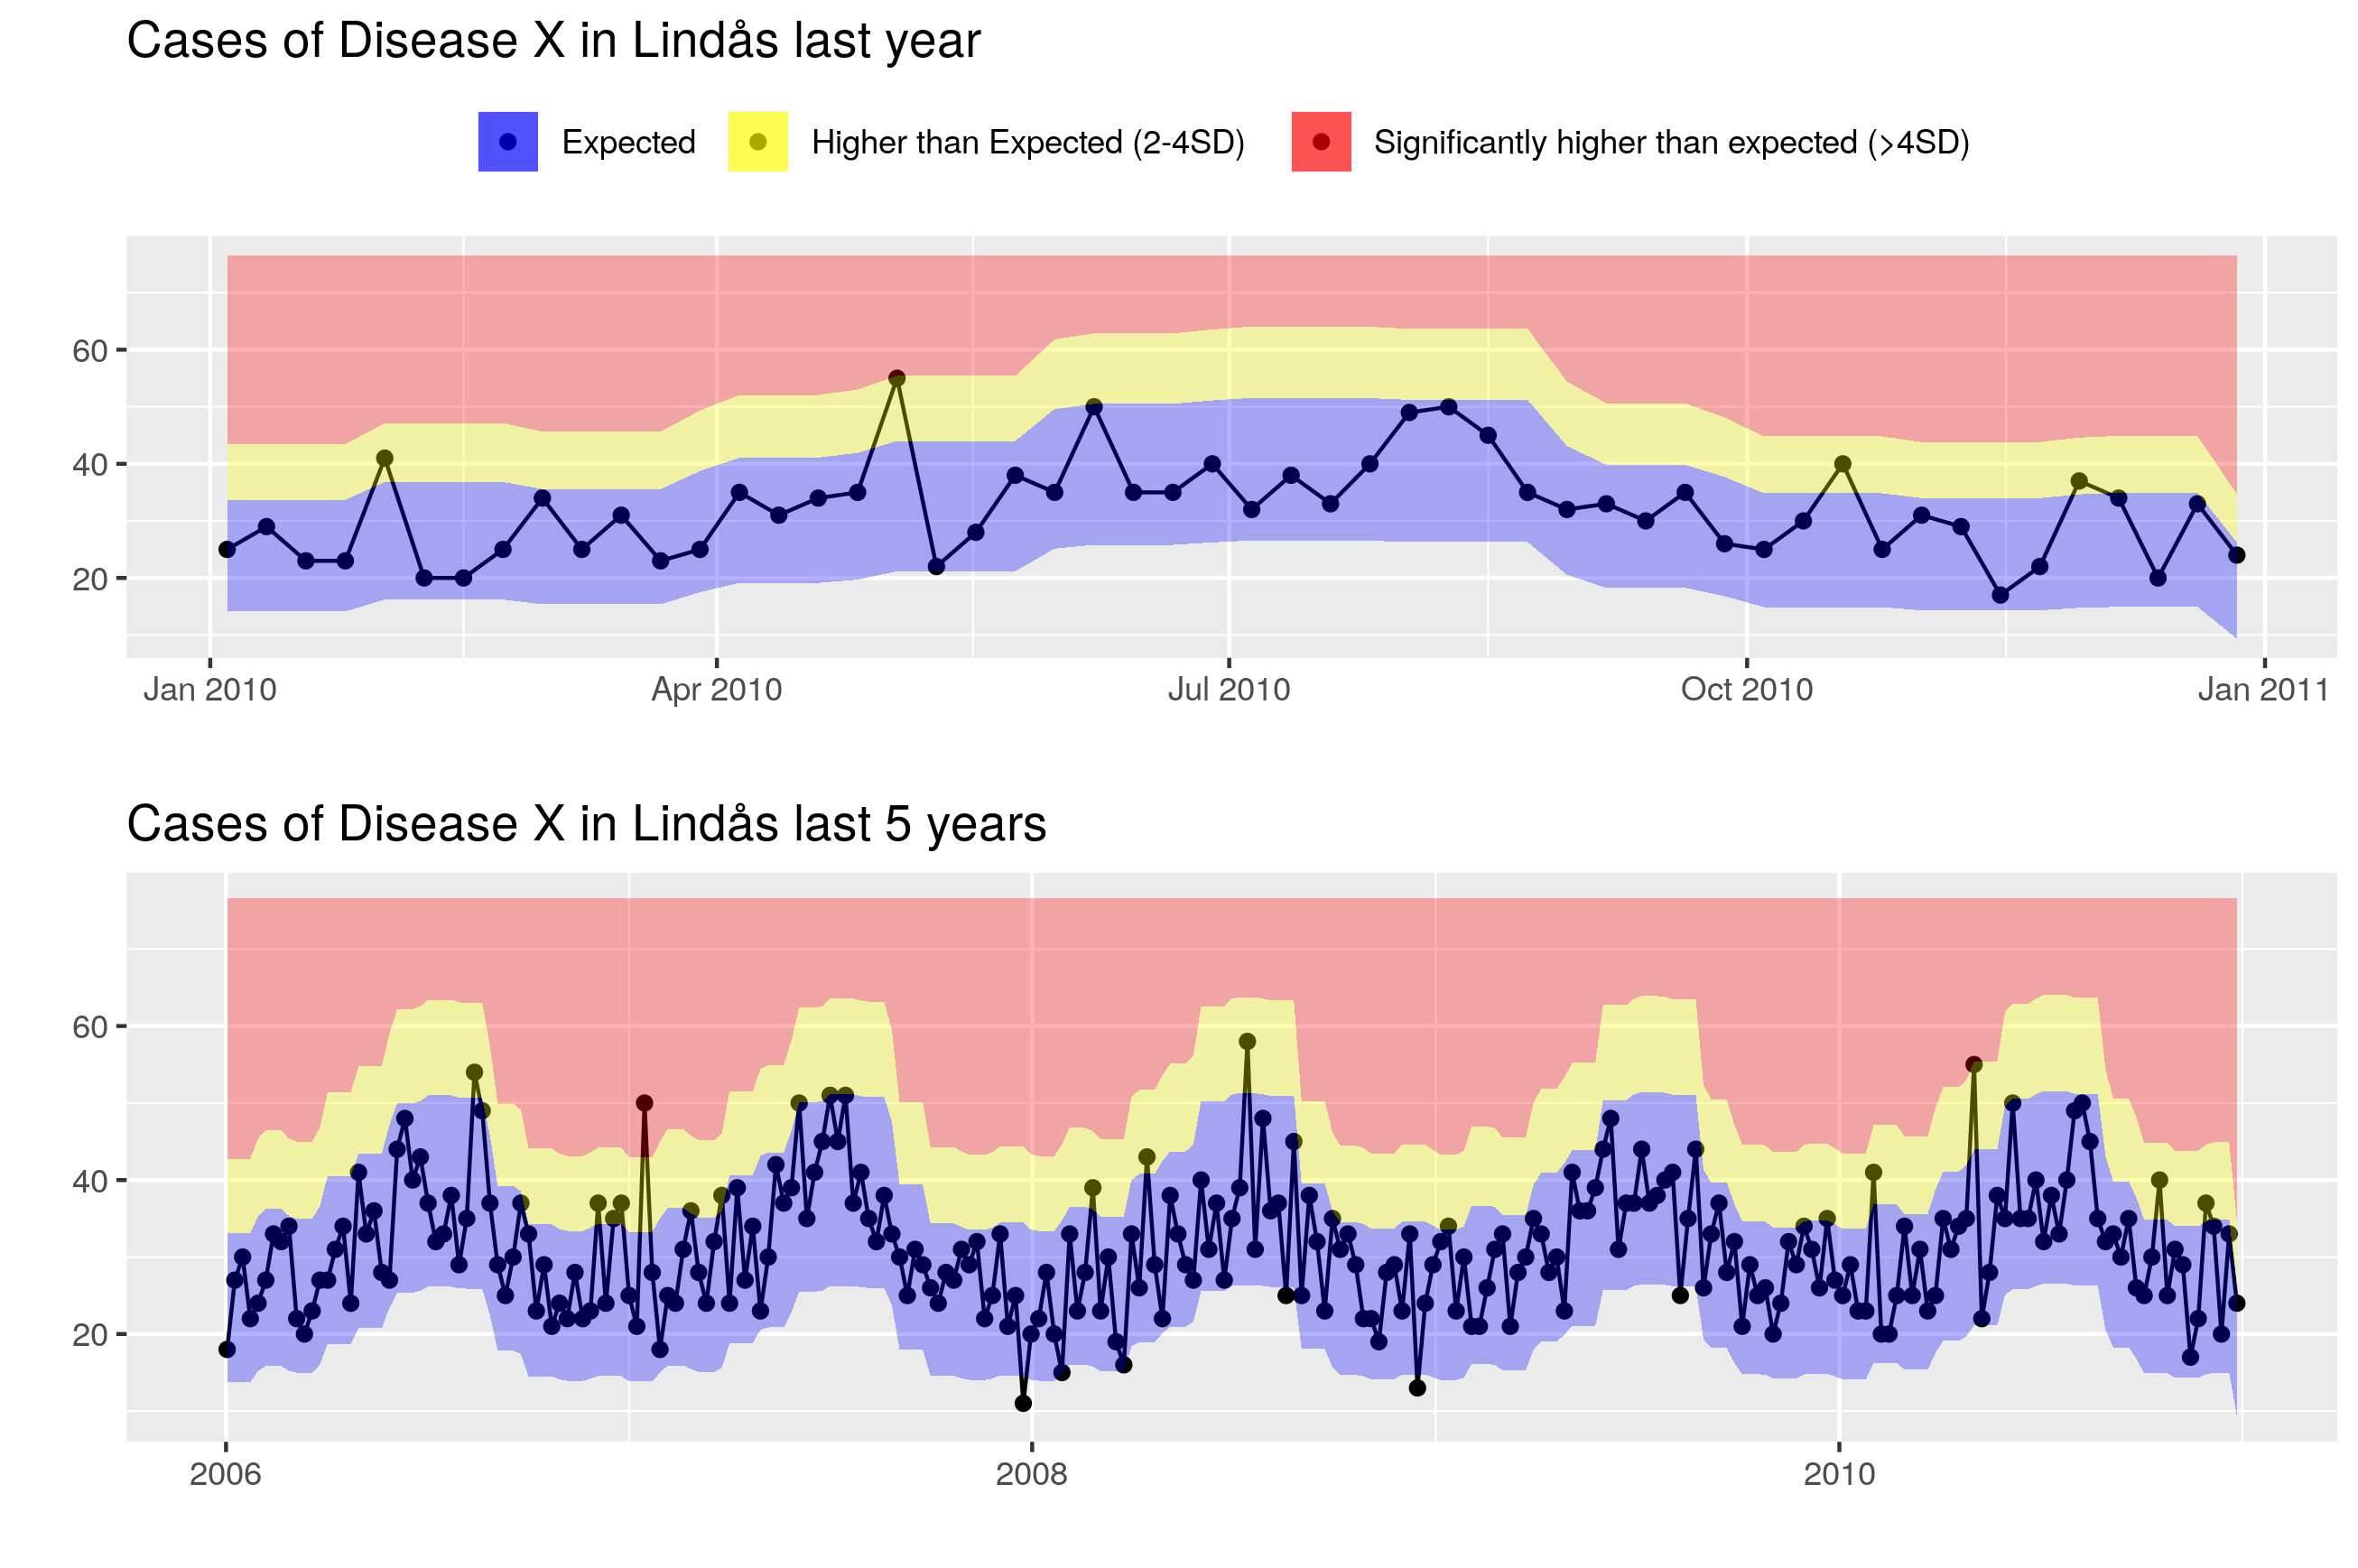 Cases of Disease X in Lindås last year
Expected Higher than Expected (2-4SD) Significantly higher than expected (>4SD)
60
40
20
Jan 2010 Apr 2010 Jul 2010 Oct 2010 Jan 2011
Cases of Disease X in Lindås last 5 years
60
40
20
2006 2008 2010